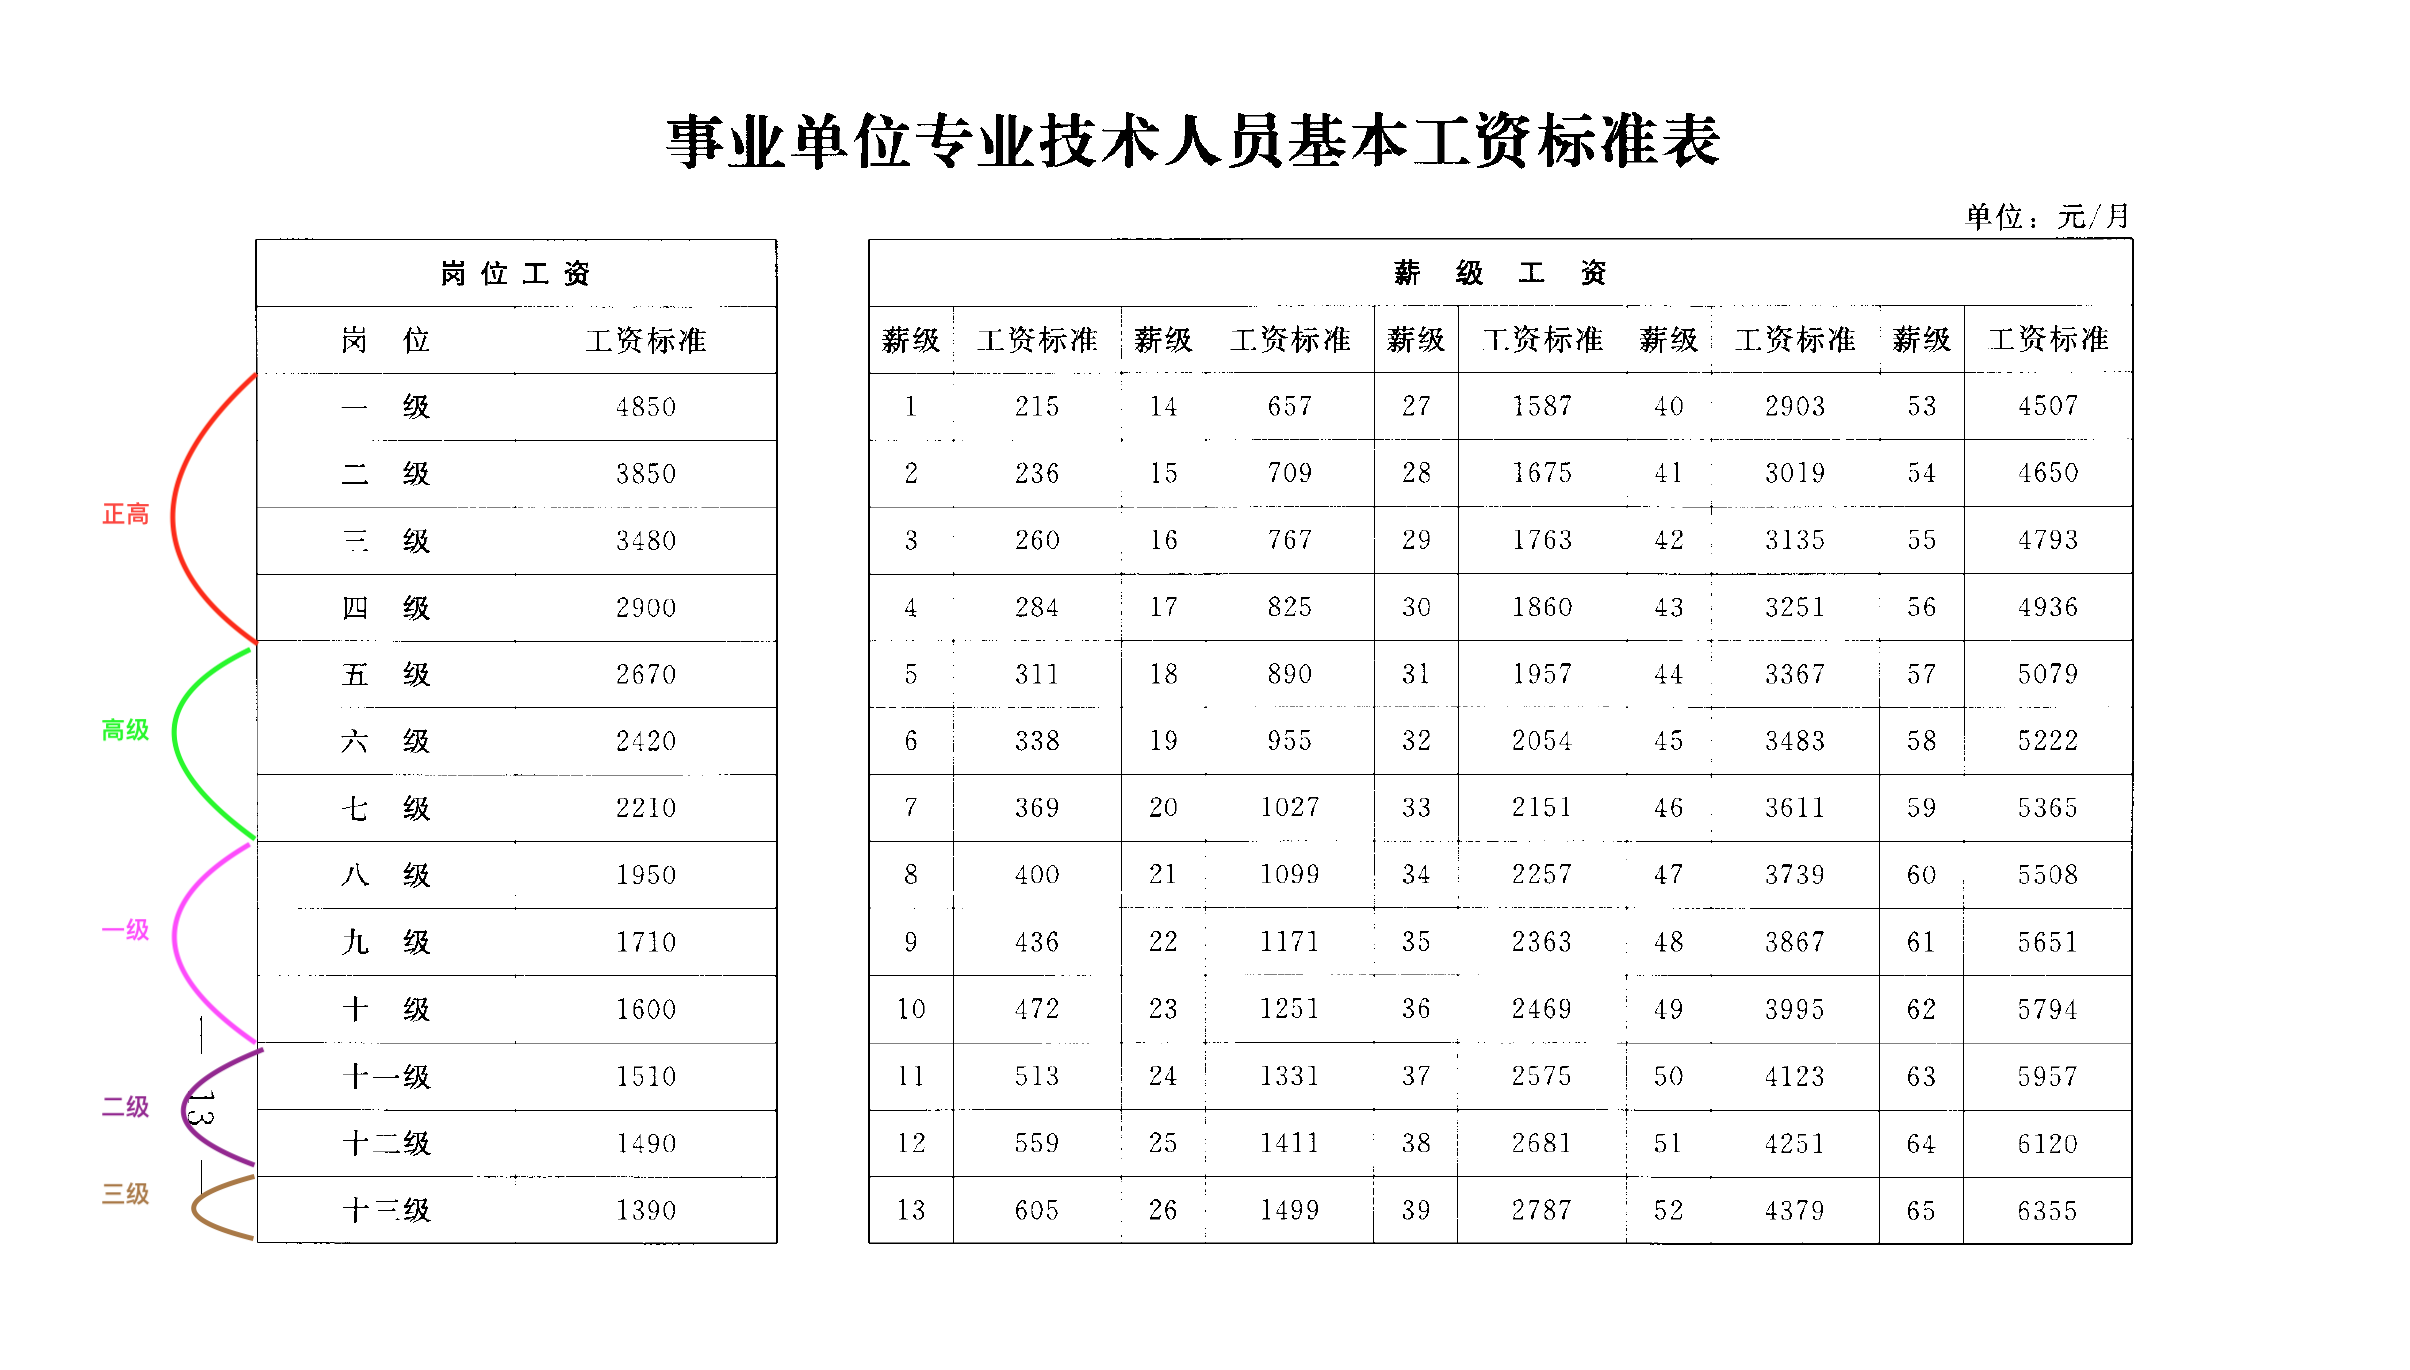 事业单位专业技术人员基本工资标准表
单位：元/月
岗位工资
岗 位 工资标准
一 级 4850
二 级 3850
三 级 3480
四 级 2900
五 级 2670
六 级 2420
七 级 2210
八 级 1950
九 级 1710
十 级 1600
十一级 1510
十二级 1490
十三级 1390
正高
高级
一级
二级
三级
— 13 —
薪 级 工 资
薪级 工资标准 薪级 工资标准 薪级 工资标准 薪级 工资标准 薪级 工资标准
1 215 14 657 27 1587 40 2903 53 4507
2 236 15 709 28 1675 41 3019 54 4650
3 260 16 767 29 1763 42 3135 55 4793
4 284 17 825 30 1860 43 3251 56 4936
5 311 18 890 31 1957 44 3367 57 5079
6 338 19 955 32 2054 45 3483 58 5222
7 369 20 1027 33 2151 46 3611 59 5365
8 400 21 1099 34 2257 47 3739 60 5508
9 436 22 1171 35 2363 48 3867 61 5651
10 472 23 1251 36 2469 49 3995 62 5794
11 513 24 1331 37 2575 50 4123 63 5957
12 559 25 1411 38 2681 51 4251 64 6120
13 605 26 1499 39 2787 52 4379 65 6355